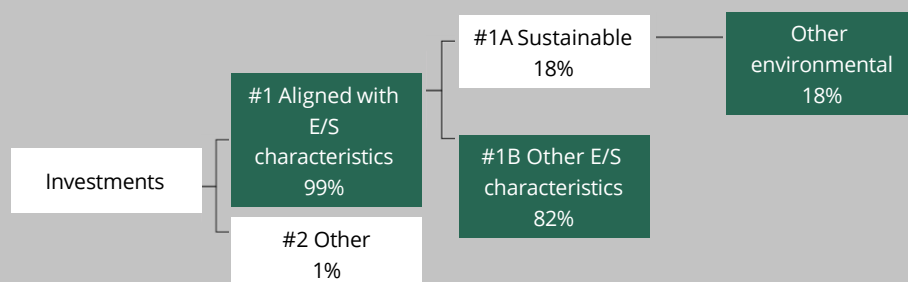 Investments
#1 Aligned with
E/S
characteristics
99%
#2 Other
1%
#1A Sustainable
18%
#1B Other E/S
characteristics
82%
Other
environmental
18%